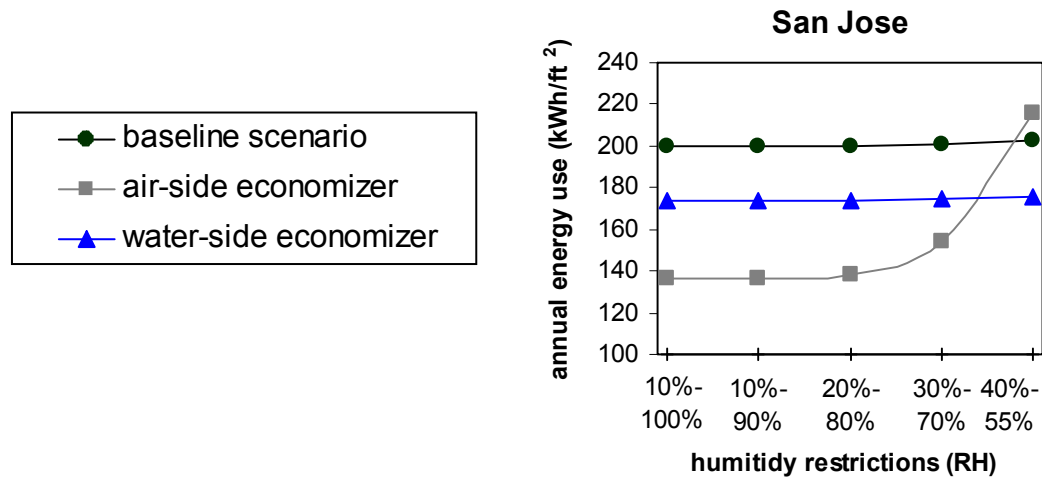 San Jose
baseline scenario
air-side economizer
water-side economizer
annual energy use (kWh/ft ²)
240
220
200
180
160
140
120
100
10%- 10%- 20%- 30%- 40%-
100% 90% 80% 70% 55%
humitidy restrictions (RH)